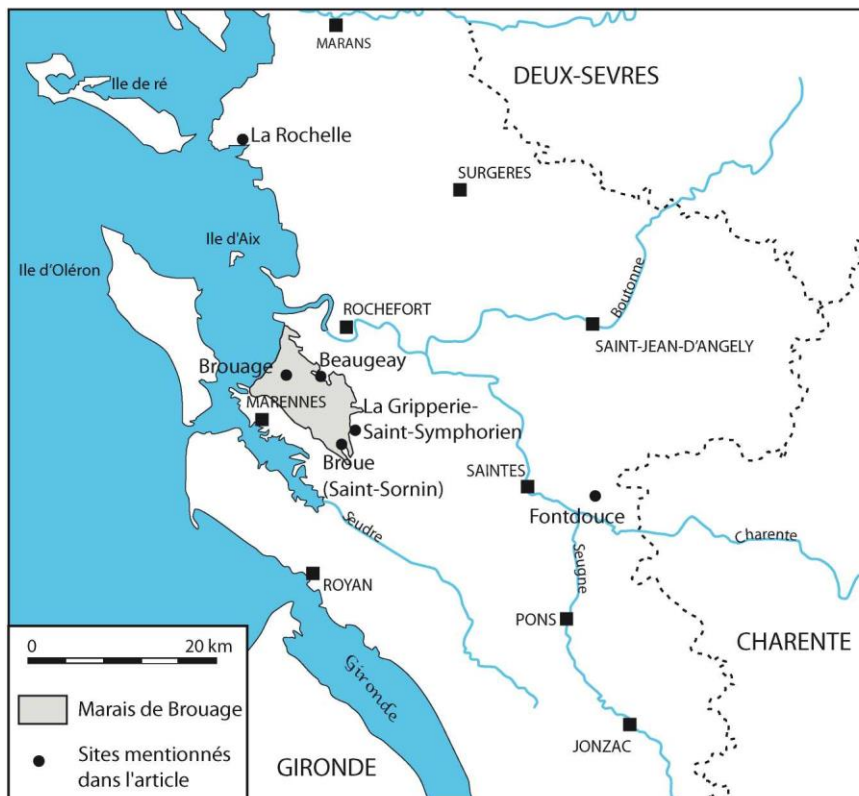 MARANS
Ile de ré
DEUX-SEVRES
La Rochelle
SURGERES
Ile d'Aix
Ile d'Oléron
ROCHEFORT
Boutonne
SAINT-JEAN-D'ANGELY
Brouage
Beaugeay
MARENNES
La Gripperie-
Saint-Symphorien
Broue
(Saint-Sornin)
SAINTES
Fontdouce
Seudre
Charente
Seugne
ROYAN
PONS
CHARENTE
0 20 km
Gironde
Marais de Brouage
JONZAC
Sites mentionnés
dans l'article
GIRONDE